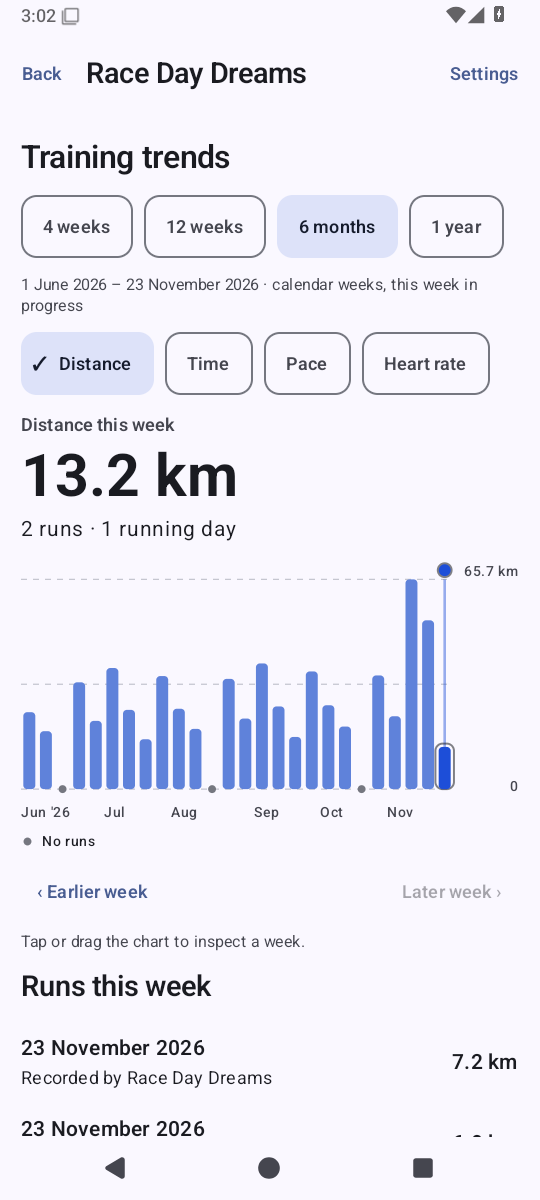 3:02
Back Race Day Dreams Settings
Training trends
4 weeks 12 weeks 6 months 1 year
1 June 2026 – 23 November 2026 · calendar weeks, this week in
progress
✓ Distance Time Pace Heart rate
Distance this week
13.2 km
2 runs · 1 running day
65.7 km
0
Jun '26 Jul Aug Sep Oct Nov
No runs
‹ Earlier week Later week ›
Tap or drag the chart to inspect a week.
Runs this week
23 November 2026
7.2 km
Recorded by Race Day Dreams
23 November 2026